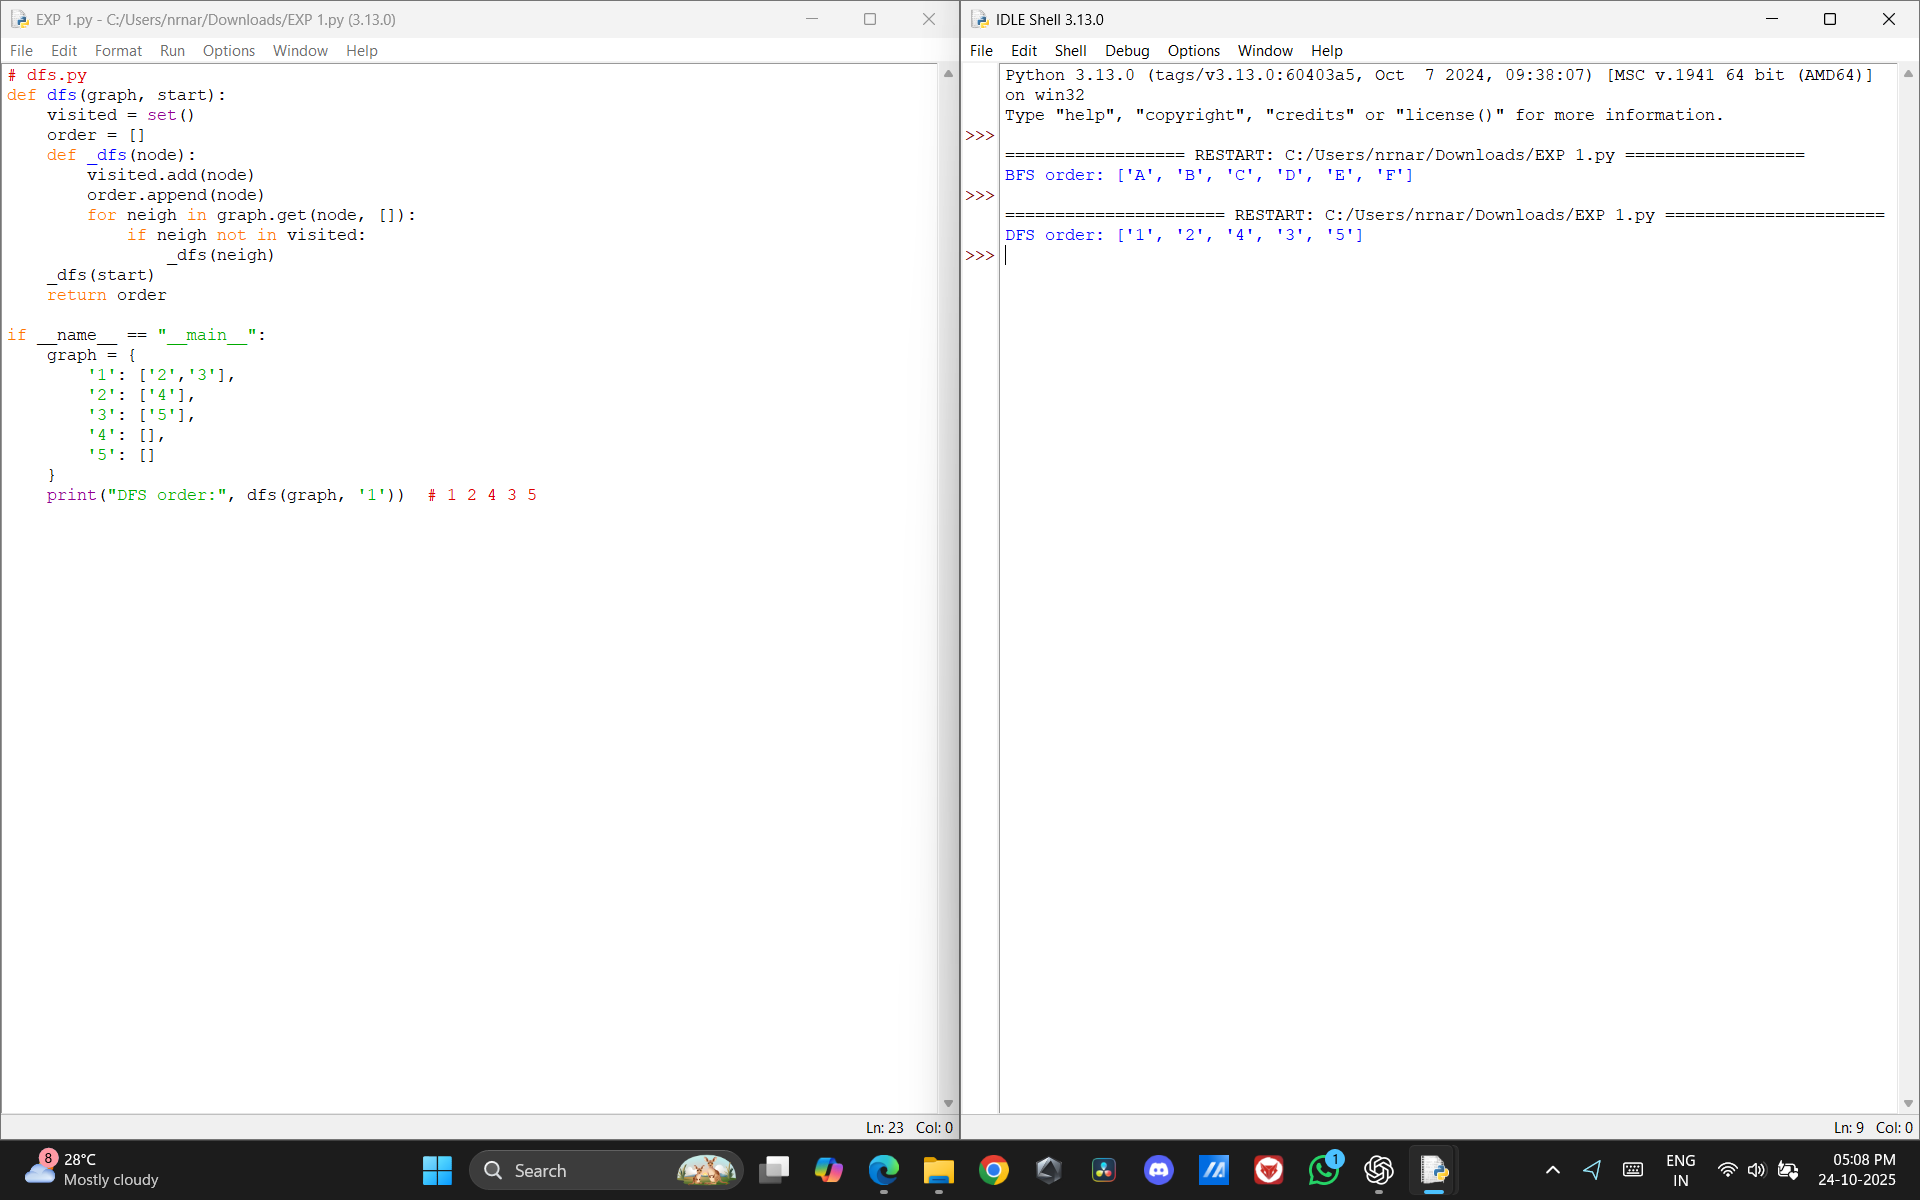 EXP 1.py - C:/Users/nrnar/Downloads/EXP 1.py (3.13.0)
File Edit Format Run Options Window Help
# dfs.py
def dfs(graph, start):
    visited = set()
    order = []
    def _dfs(node):
        visited.add(node)
        order.append(node)
        for neigh in graph.get(node, []):
            if neigh not in visited:
                _dfs(neigh)
    _dfs(start)
    return order

if __name__ == "__main__":
    graph = {
        '1': ['2','3'],
        '2': ['4'],
        '3': ['5'],
        '4': [],
        '5': []
    }
    print("DFS order:", dfs(graph, '1'))  # 1 2 4 3 5
Ln: 23 Col: 0
IDLE Shell 3.13.0
File Edit Shell Debug Options Window Help
Python 3.13.0 (tags/v3.13.0:60403a5, Oct  7 2024, 09:38:07) [MSC v.1941 64 bit (AMD64)]
on win32
Type "help", "copyright", "credits" or "license()" for more information.
>>>
================== RESTART: C:/Users/nrnar/Downloads/EXP 1.py ==================
BFS order: ['A', 'B', 'C', 'D', 'E', 'F']
>>>
====================== RESTART: C:/Users/nrnar/Downloads/EXP 1.py ======================
DFS order: ['1', '2', '4', '3', '5']
>>>
Ln: 9 Col: 0
8
28°C
Mostly cloudy
Search
1
ENG
IN
05:08 PM
24-10-2025